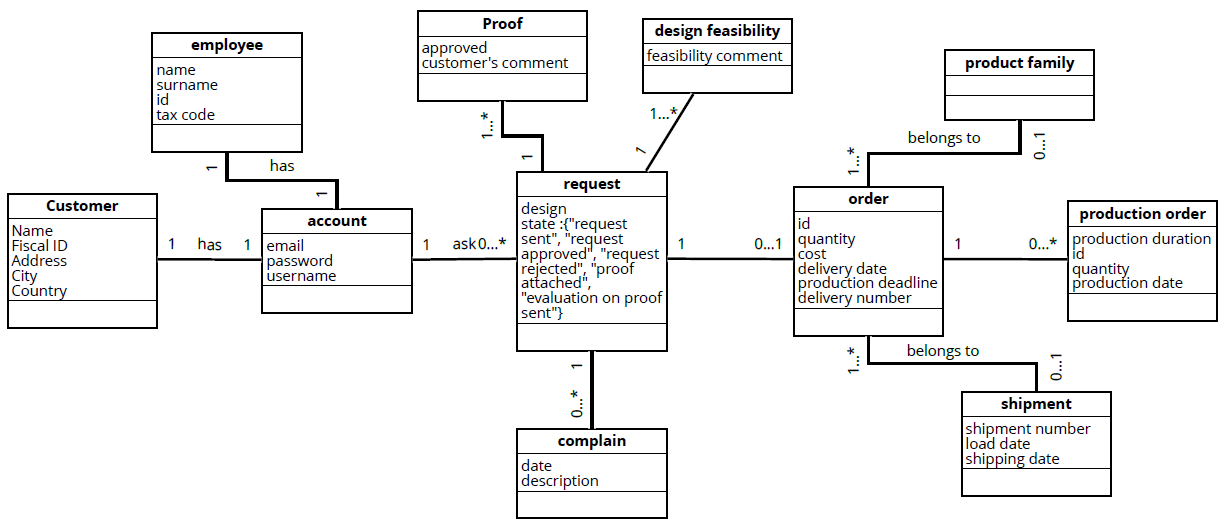 employee
name
surname
id
tax code
1
has
1
Proof
approved
customer's comment
1...*
1
design feasibility
feasibility comment
1...*
1
product family
belongs to
0...1
1...*
Customer
Name
Fiscal ID
Address
City
Country
1
has
1
account
email
password
username
1
ask
0...*
request
design
state :{"request
sent", "request
approved", "request
rejected", "proof
attached",
"evaluation on proof
sent"}
1
0...1
order
id
quantity
cost
delivery date
production deadline
delivery number
1
0...*
production order
production duration
id
quantity
production date
1
0...*
complain
date
description
1...*
belongs to
0...1
shipment
shipment number
load date
shipping date